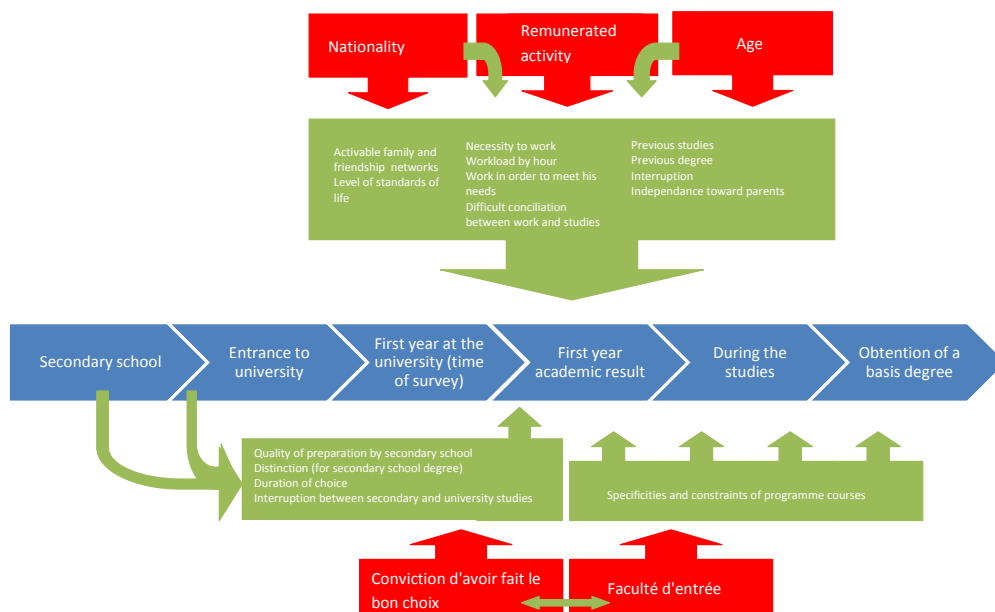 Nationality
Remunerated
activity
Age
Activable family and
friendship networks
Level of standards of
life
Necessity to work
Workload by hour
Work in order to meet his
needs
Difficult conciliation
between work and studies
Previous studies
Previous degree
Interruption
Independance toward parents
Secondary school
Entrance to
university
First year at the
university (time
of survey)
First year
academic result
During the
studies
Obtention of a
basis degree
Quality of preparation by secondary school
Distinction (for secondary school degree)
Duration of choice
Interruption between secondary and university studies
Specificities and constraints of programme courses
Conviction d'avoir fait le
bon choix
Faculté d'entrée